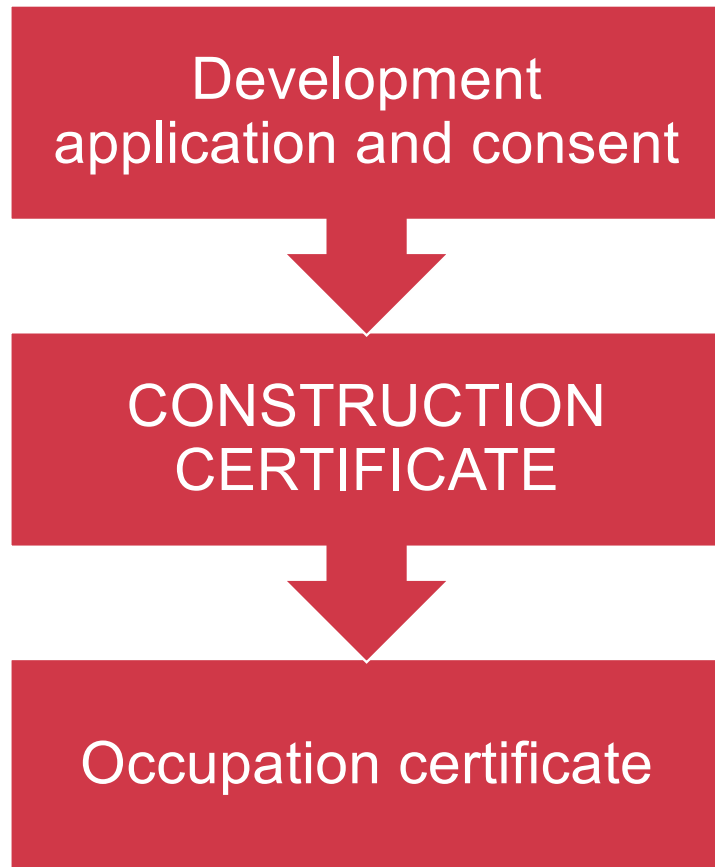 Development
application and consent
CONSTRUCTION
CERTIFICATE
Occupation certificate